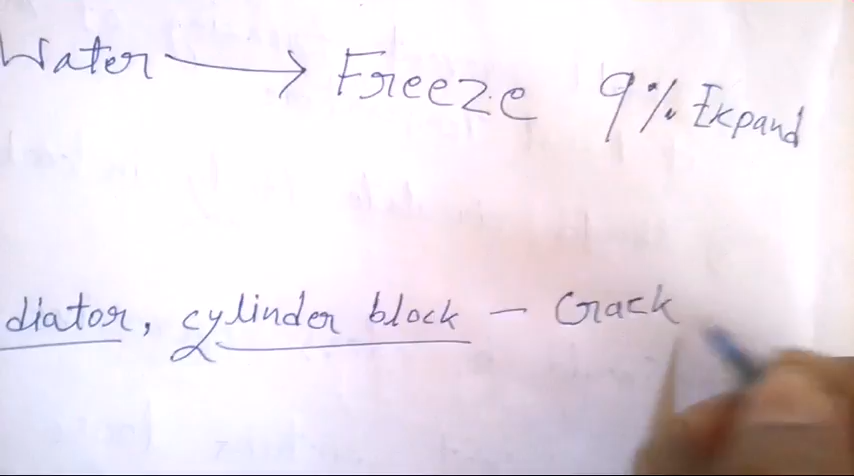 Water → Freeze 9% Expand
diator, cylinder block – Crack